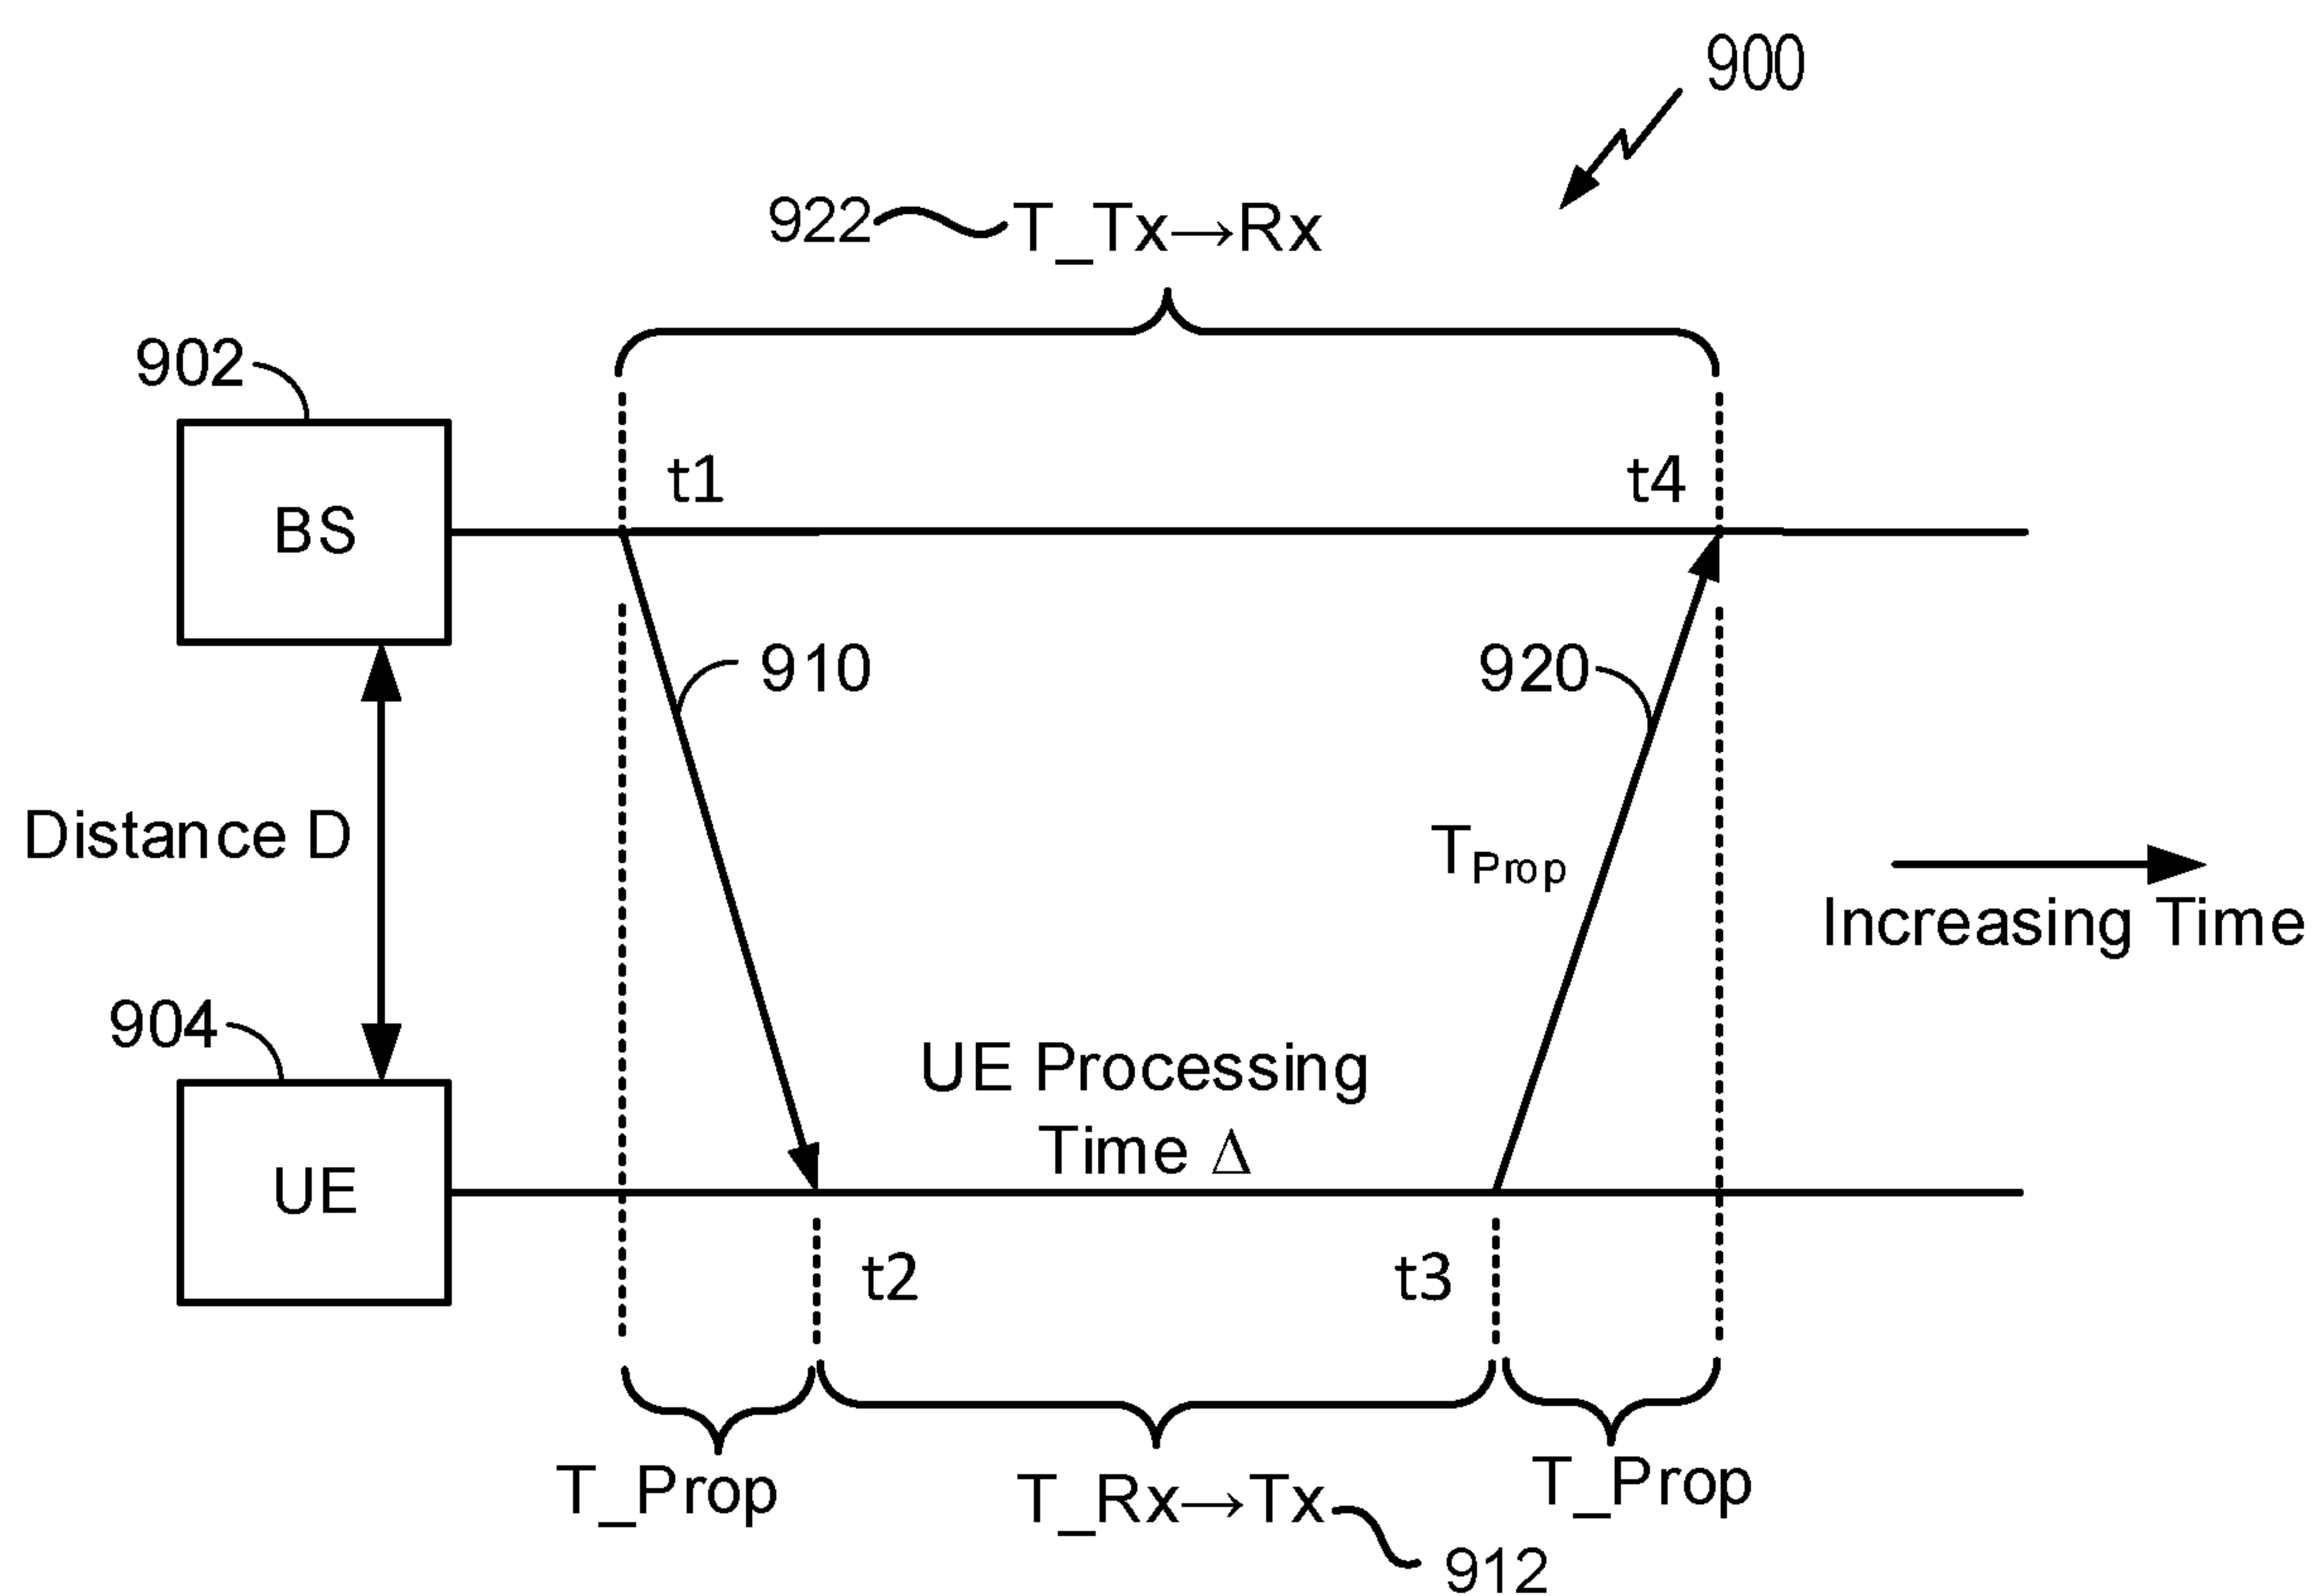 900
922
T_Tx→Rx
902
t1
t4
BS
910
920
Distance D
T_Prop
Increasing Time
904
UE Processing
Time Δ
UE
t2
t3
T_Prop
T_Rx→Tx
T_Prop
912